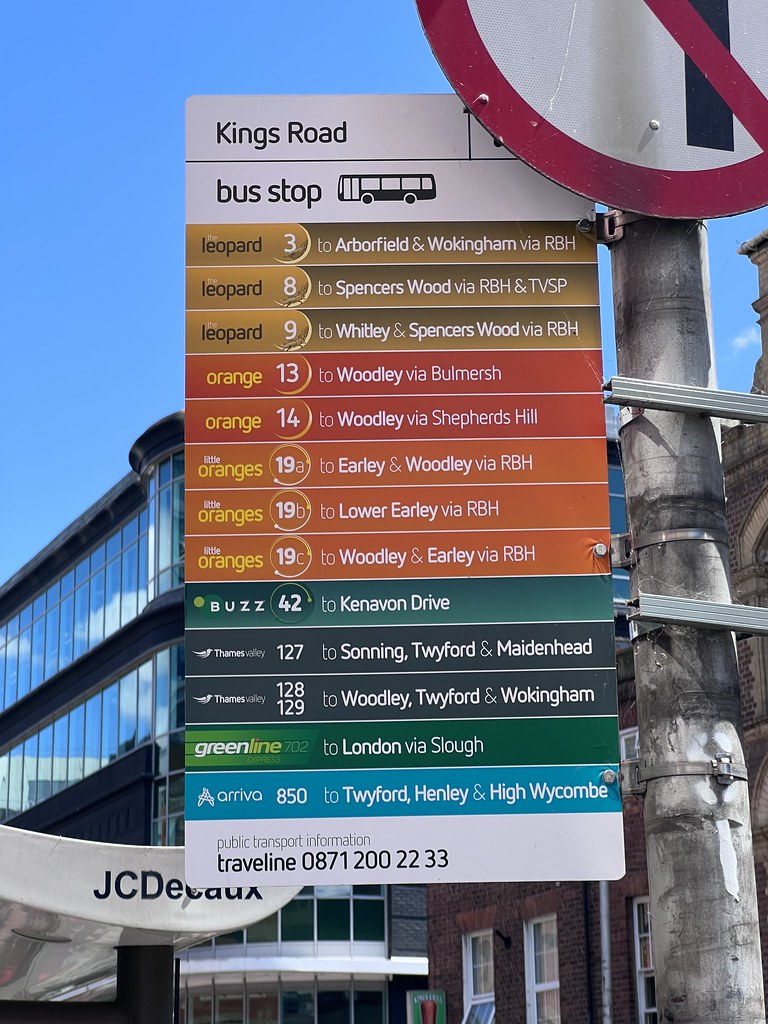 Kings Road
bus stop
the
leopard 3 to Arborfield & Wokingham via RBH
the
leopard 8 to Spencers Wood via RBH & TVSP
the
leopard 9 to Whitley & Spencers Wood via RBH
orange 13 to Woodley via Bulmersh
orange 14 to Woodley via Shepherds Hill
little
oranges 19a to Earley & Woodley via RBH
little
oranges 19b to Lower Earley via RBH
little
oranges 19c to Woodley & Earley via RBH
BUZZ 42 to Kenavon Drive
Thames valley 127 to Sonning, Twyford & Maidenhead
Thames valley 128 129 to Woodley, Twyford & Wokingham
greenline 702 to London via Slough
EXPRESS
arriva 850 to Twyford, Henley & High Wycombe
public transport information
traveline 0871 200 22 33
JCDecaux